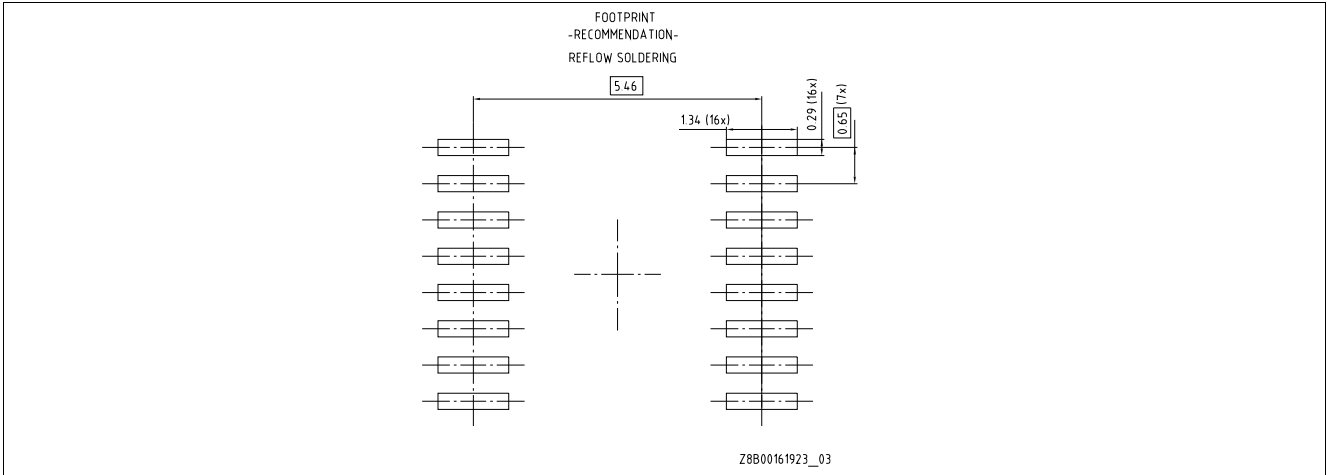 FOOTPRINT
-RECOMMENDATION-
REFLOW SOLDERING
5.46
1.34 (16x)
0.29 (16x)
0.65 (7x)
Z8B00161923_03